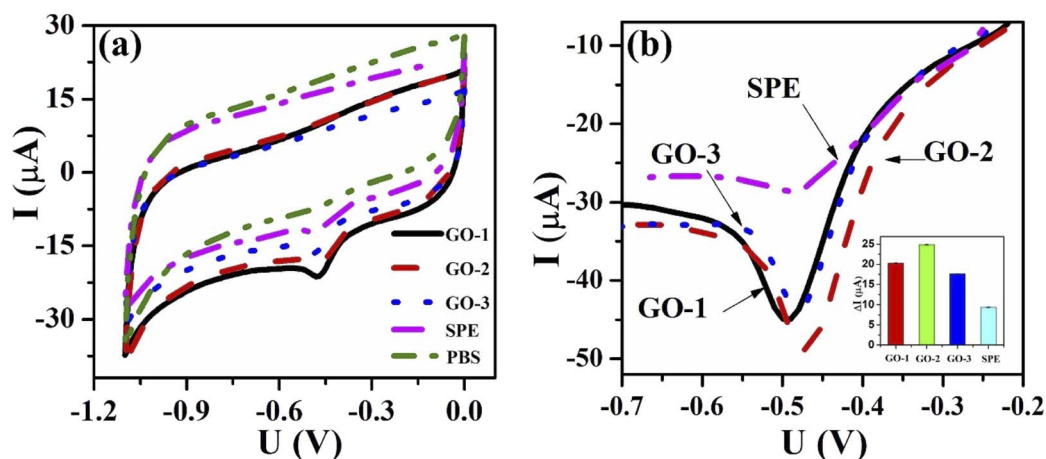 (a)
30
15
0
-15
-30
I (μA)
-1.2
-0.9
-0.6
-0.3
0.0
U (V)
GO-1
GO-2
GO-3
SPE
PBS
(b)
-10
-20
-30
-40
-50
I (μA)
-0.7
-0.6
-0.5
-0.4
-0.3
-0.2
U (V)
SPE
GO-3
GO-2
GO-1
25
20
15
10
5
0
ΔI (μA)
GO-1
GO-2
GO-3
SPE